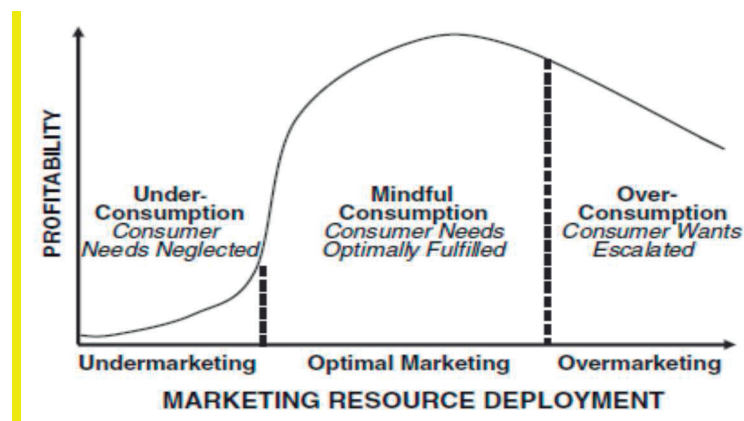 PROFITABILITY
Under-
Consumption
Consumer
Needs Neglected
Mindful
Consumption
Consumer Needs
Optimally Fulfilled
Over-
Consumption
Consumer Wants
Escalated
Undermarketing
Optimal Marketing
Overmarketing
MARKETING RESOURCE DEPLOYMENT